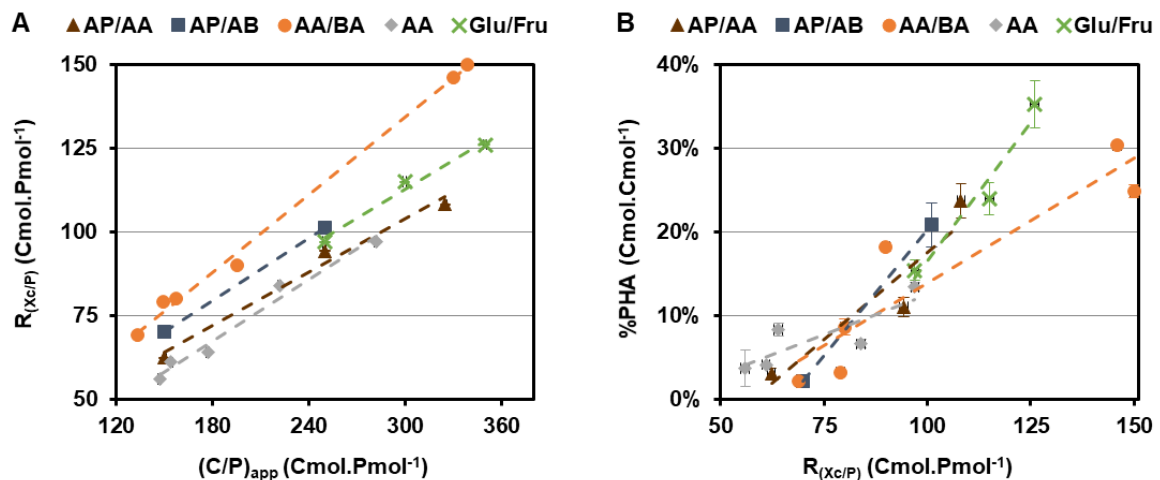 A
AP/AA AP/AB AA/BA AA Glu/Fru
150
125
100
75
50
R(Xc/P) (Cmol.Pmol⁻¹)
120 180 240 300 360
(C/P)app (Cmol.Pmol⁻¹)
B
AP/AA AP/AB AA/BA AA Glu/Fru
40%
30%
20%
10%
0%
%PHA (Cmol.Cmol⁻¹)
50 75 100 125 150
R(Xc/P) (Cmol.Pmol⁻¹)